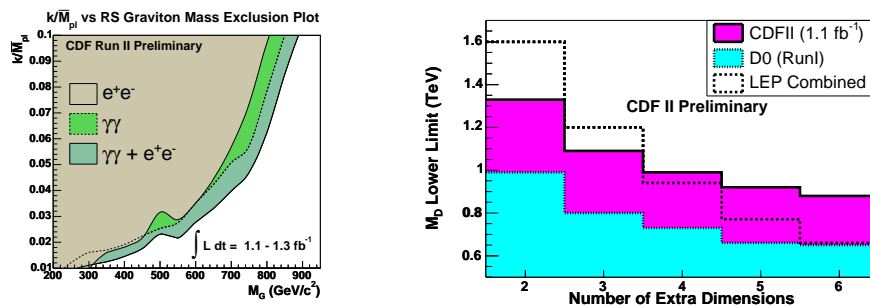 k/M̅pl vs RS Graviton Mass Exclusion Plot
k/M̅pl
0.1
0.09
0.08
0.07
0.06
0.05
0.04
0.03
0.02
0.01
CDF Run II Preliminary
e⁺e⁻
γγ
γγ + e⁺e⁻
∫ L dt = 1.1 - 1.3 fb⁻¹
200 300 400 500 600 700 800 900
M_G (GeV/c²)
M_D Lower Limit (TeV)
1.6
1.4
1.2
1
0.8
0.6
CDFII (1.1 fb⁻¹)
D0 (RunI)
LEP Combined
CDF II Preliminary
2 3 4 5 6
Number of Extra Dimensions